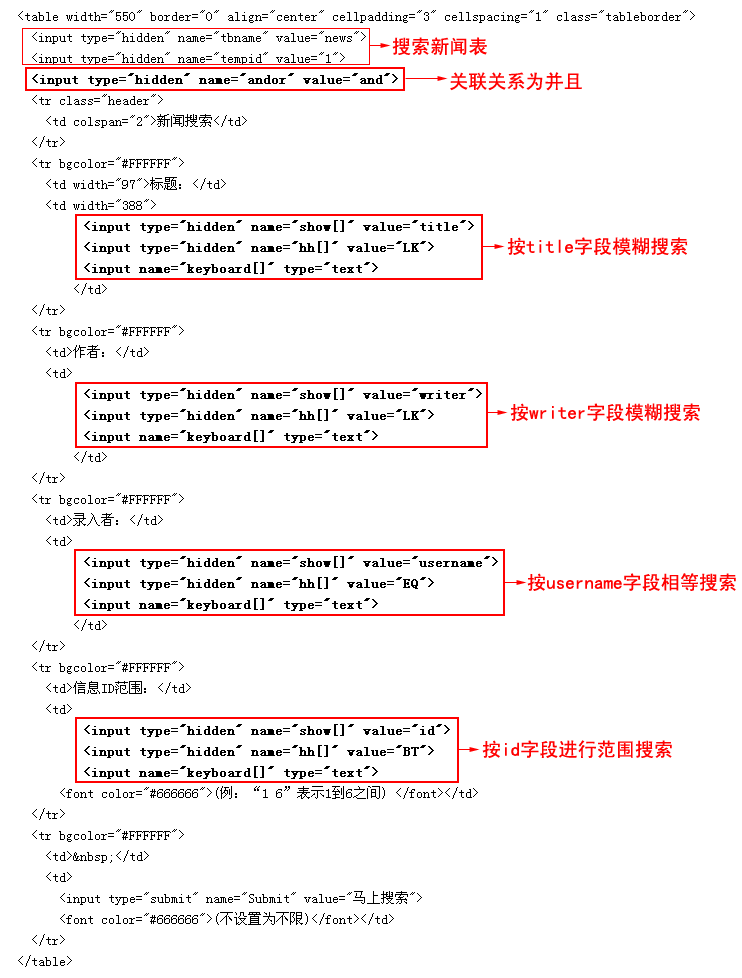 <table width="550" border="0" align="center" cellpadding="3" cellspacing="1" class="tableborder">
<input type="hidden" name="tbname" value="news">
搜索新闻表
<input type="hidden" name="tempid" value="1">
<input type="hidden" name="andor" value="and">
关联关系为并且
<tr class="header">
<td colspan="2">新闻搜索</td>
</tr>
<tr bgcolor="#FFFFFF">
<td width="97">标题：</td>
<td width="388">
<input type="hidden" name="show[]" value="title">
<input type="hidden" name="hh[]" value="LK">
按title字段模糊搜索
<input name="keyboard[]" type="text">
</td>
</tr>
<tr bgcolor="#FFFFFF">
<td>作者：</td>
<td>
<input type="hidden" name="show[]" value="writer">
<input type="hidden" name="hh[]" value="LK">
按writer字段模糊搜索
<input name="keyboard[]" type="text">
</td>
</tr>
<tr bgcolor="#FFFFFF">
<td>录入者：</td>
<td>
<input type="hidden" name="show[]" value="username">
<input type="hidden" name="hh[]" value="EQ">
按username字段相等搜索
<input name="keyboard[]" type="text">
</td>
</tr>
<tr bgcolor="#FFFFFF">
<td>信息ID范围：</td>
<td>
<input type="hidden" name="show[]" value="id">
<input type="hidden" name="hh[]" value="BT">
按id字段进行范围搜索
<input name="keyboard[]" type="text">
<font color="#666666">(例：“1 6”表示1到6之间) </font></td>
</tr>
<tr bgcolor="#FFFFFF">
<td>&nbsp;</td>
<td>
<input type="submit" name="Submit" value="马上搜索">
<font color="#666666">(不设置为不限)</font></td>
</tr>
</table>